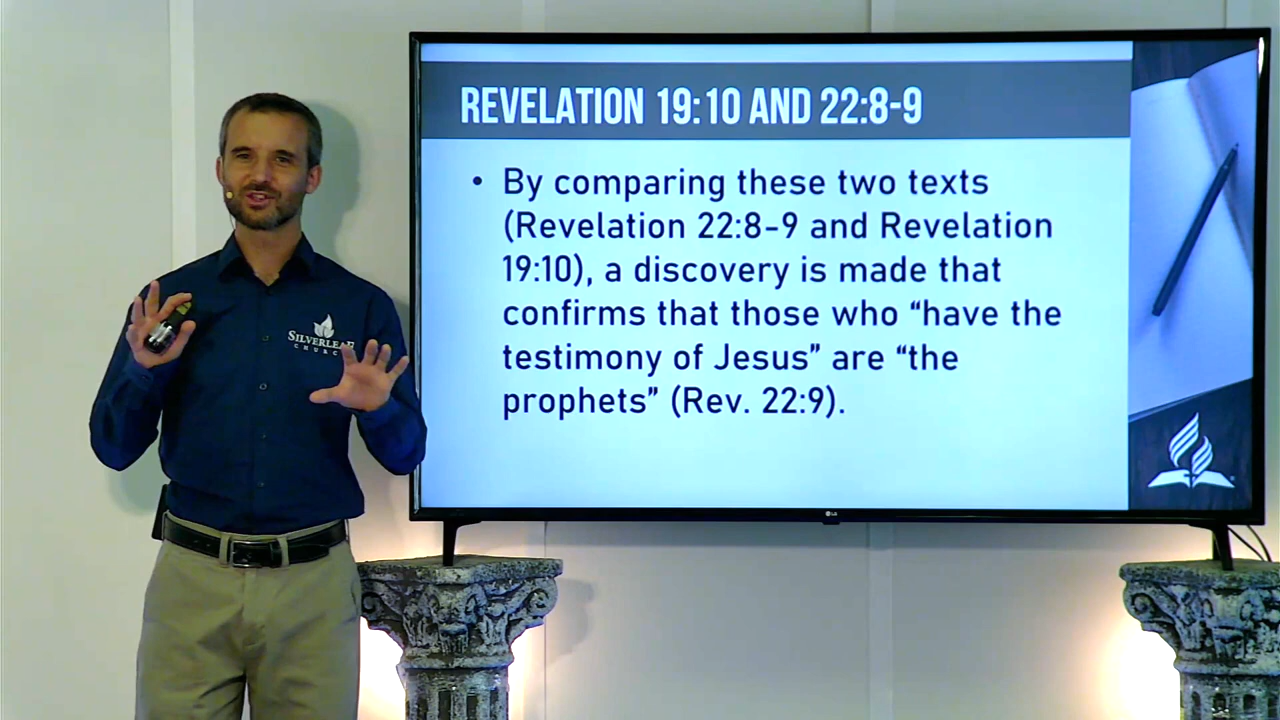 REVELATION 19:10 AND 22:8-9
• By comparing these two texts
(Revelation 22:8-9 and Revelation
19:10), a discovery is made that
confirms that those who “have the
testimony of Jesus” are “the
prophets” (Rev. 22:9).
SILVERLEAF
CHURCH
LG